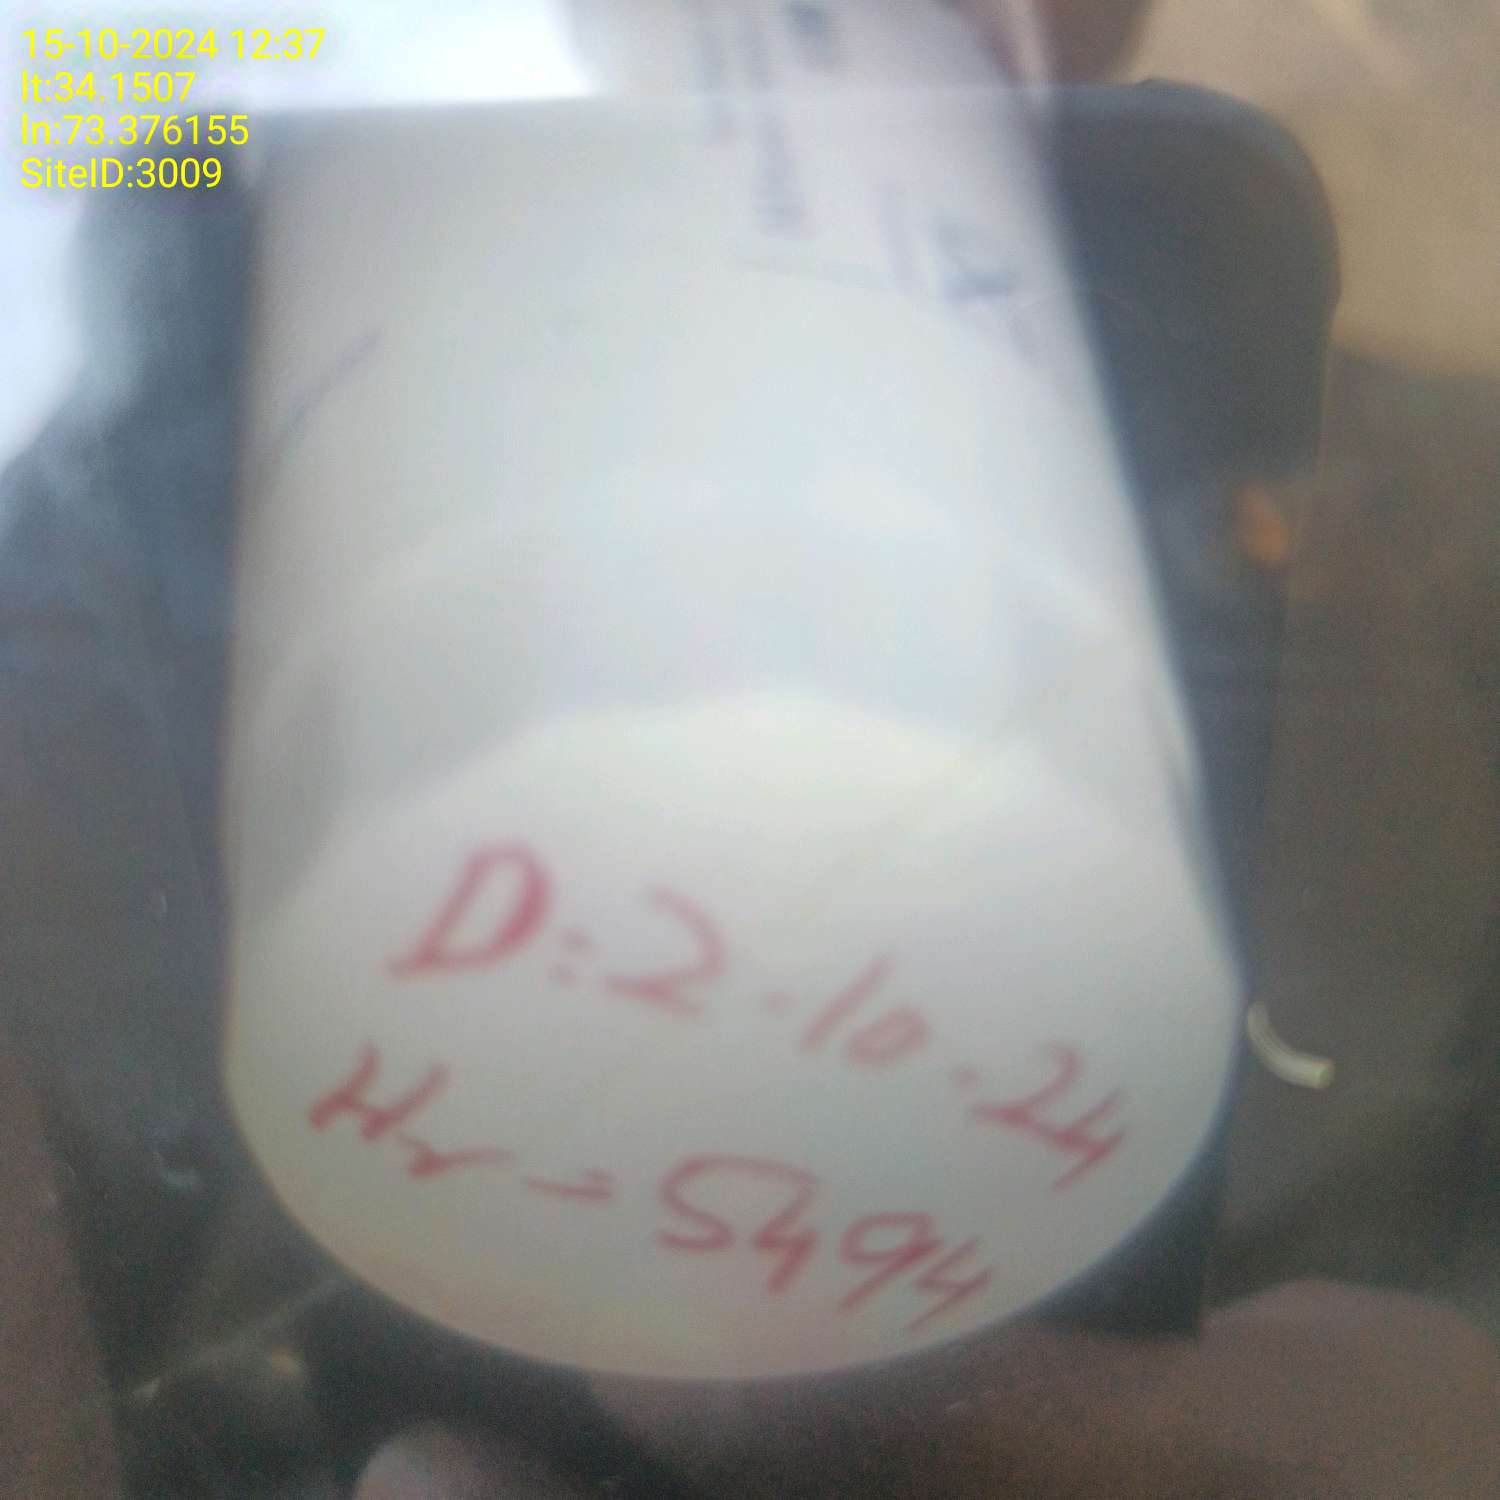 15-10-2024 12:37
lt:34.1507
ln:73.376155
SiteID:3009
D:2.10.24
Hr=5494